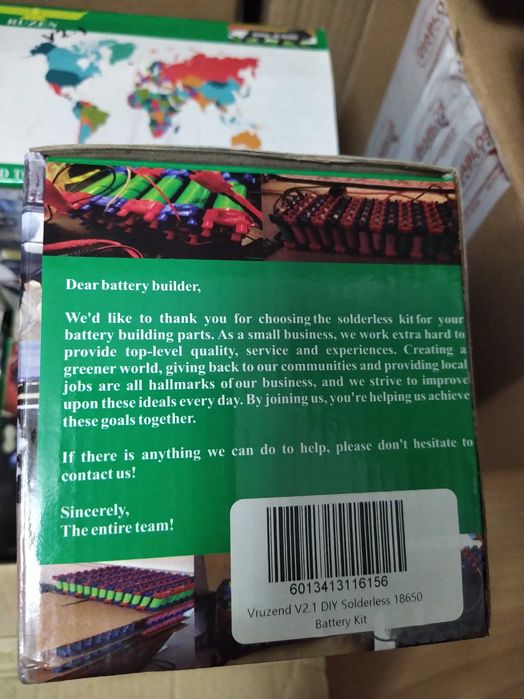 Dear battery builder,
We'd like to thank you for choosing the solderless kit for your
battery building parts. As a small business, we work extra hard to
provide top-level quality, service and experiences. Creating a
greener world, giving back to our communities and providing local
jobs are all hallmarks of our business, and we strive to improve
upon these ideals every day. By joining us, you're helping us achieve
these goals together.
If there is anything we can do to help, please don't hesitate to
contact us!
Sincerely,
The entire team!
6013413116156
Vruzend V2.1 DIY Solderless 18650
Battery Kit